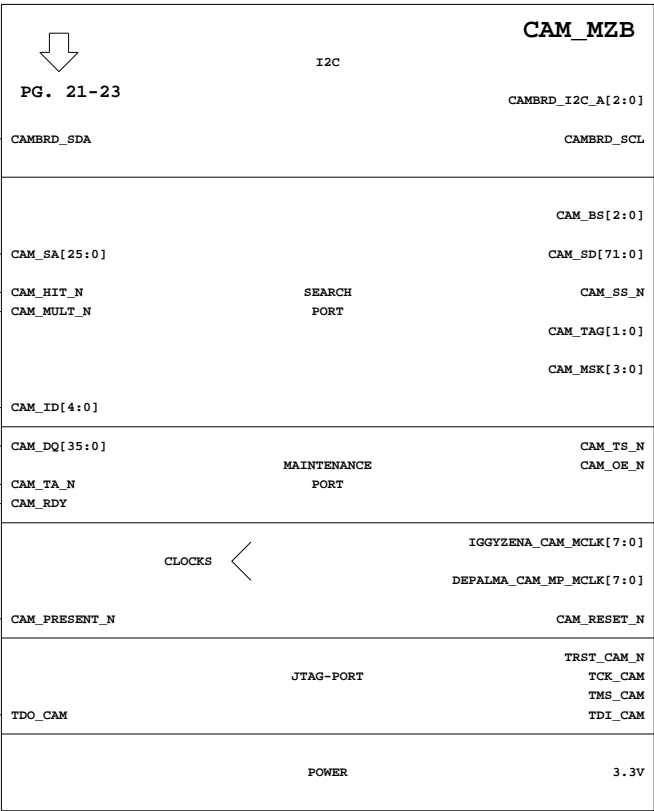 CAM_MZB
I2C
PG. 21-23
CAMBRD_I2C_A[2:0]
CAMBRD_SDA CAMBRD_SCL
CAM_BS[2:0]
CAM_SA[25:0] CAM_SD[71:0]
CAM_HIT_N SEARCH CAM_SS_N
CAM_MULT_N PORT
CAM_TAG[1:0]
CAM_MSK[3:0]
CAM_ID[4:0]
CAM_DQ[35:0] CAM_TS_N
MAINTENANCE CAM_OE_N
CAM_TA_N PORT
CAM_RDY
IGGYZENA_CAM_MCLK[7:0]
CLOCKS
DEPALMA_CAM_MP_MCLK[7:0]
CAM_PRESENT_N CAM_RESET_N
TRST_CAM_N
JTAG-PORT TCK_CAM
TMS_CAM
TDO_CAM TDI_CAM
POWER 3.3V